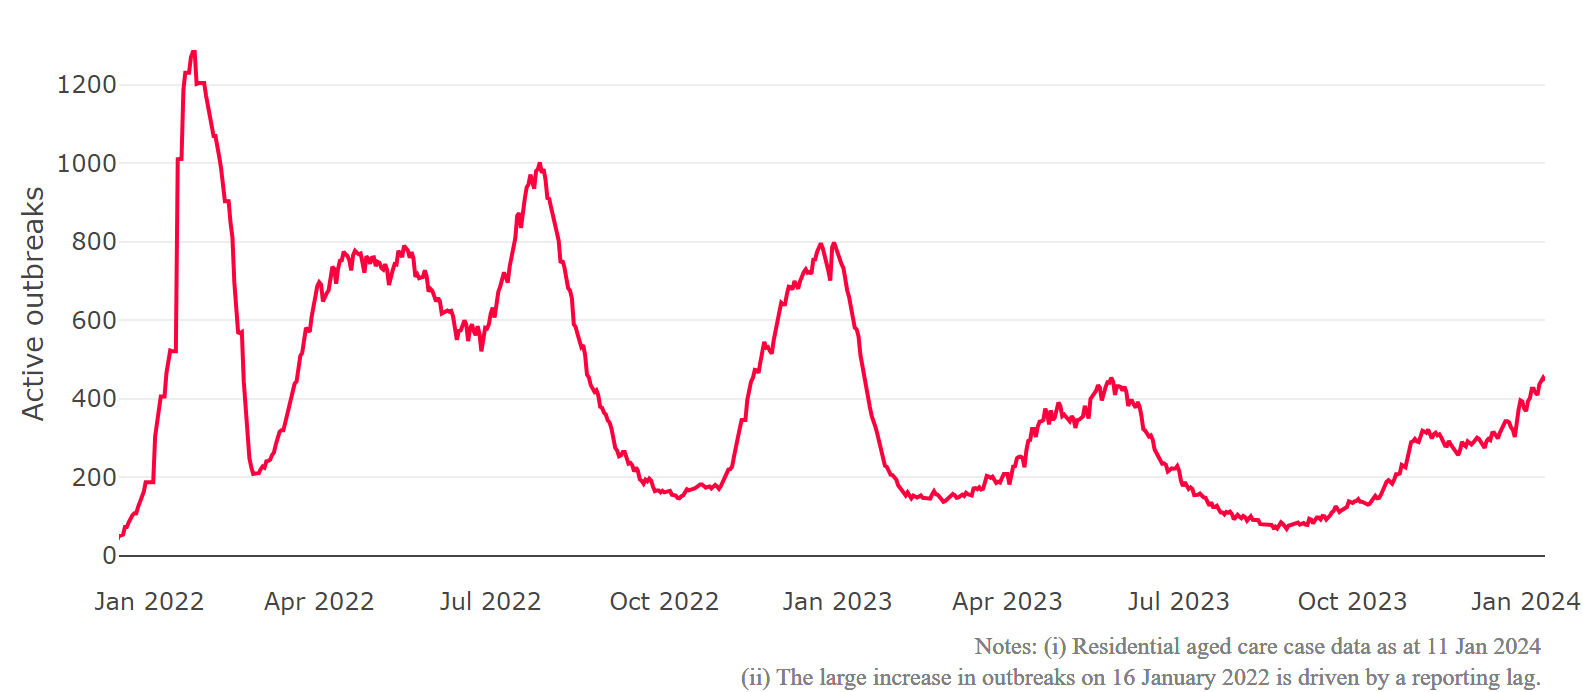 Active outbreaks
1200
1000
800
600
400
200
0
Jan 2022 Apr 2022 Jul 2022 Oct 2022 Jan 2023 Apr 2023 Jul 2023 Oct 2023 Jan 2024
Notes: (i) Residential aged care case data as at 11 Jan 2024
(ii) The large increase in outbreaks on 16 January 2022 is driven by a reporting lag.